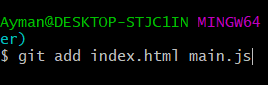 Ayman@DESKTOP-STJC1IN MINGW64
er)
$ git add index.html main.js